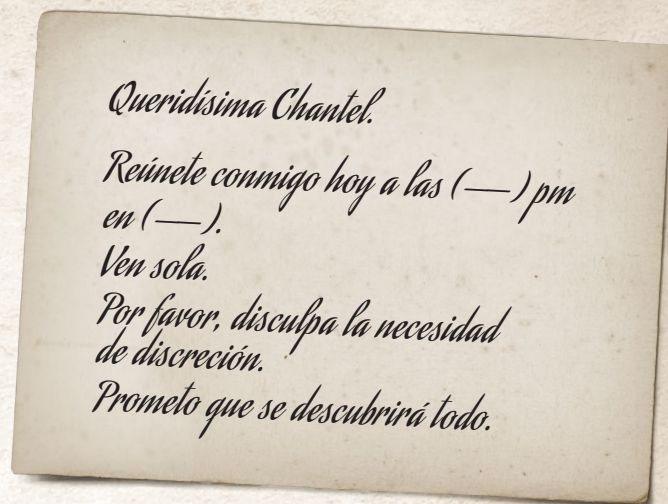 Queridísima Chantel.
Reúnete conmigo hoy a las (—) pm
en (—).
Ven sola.
Por favor, disculpa la necesidad
de discreción.
Prometo que se descubrirá todo.